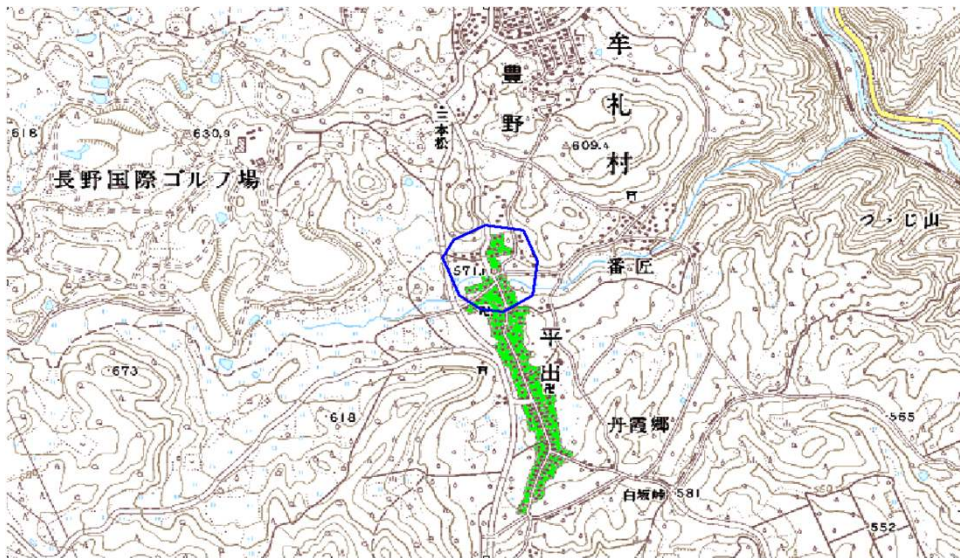 牟礼村
豊野
三本松
618
630.9
609.4
長野国際ゴルフ場
つゝじ山
番匠
571.1
平出
673
618
丹霞郷
565
白坂峠
581
552